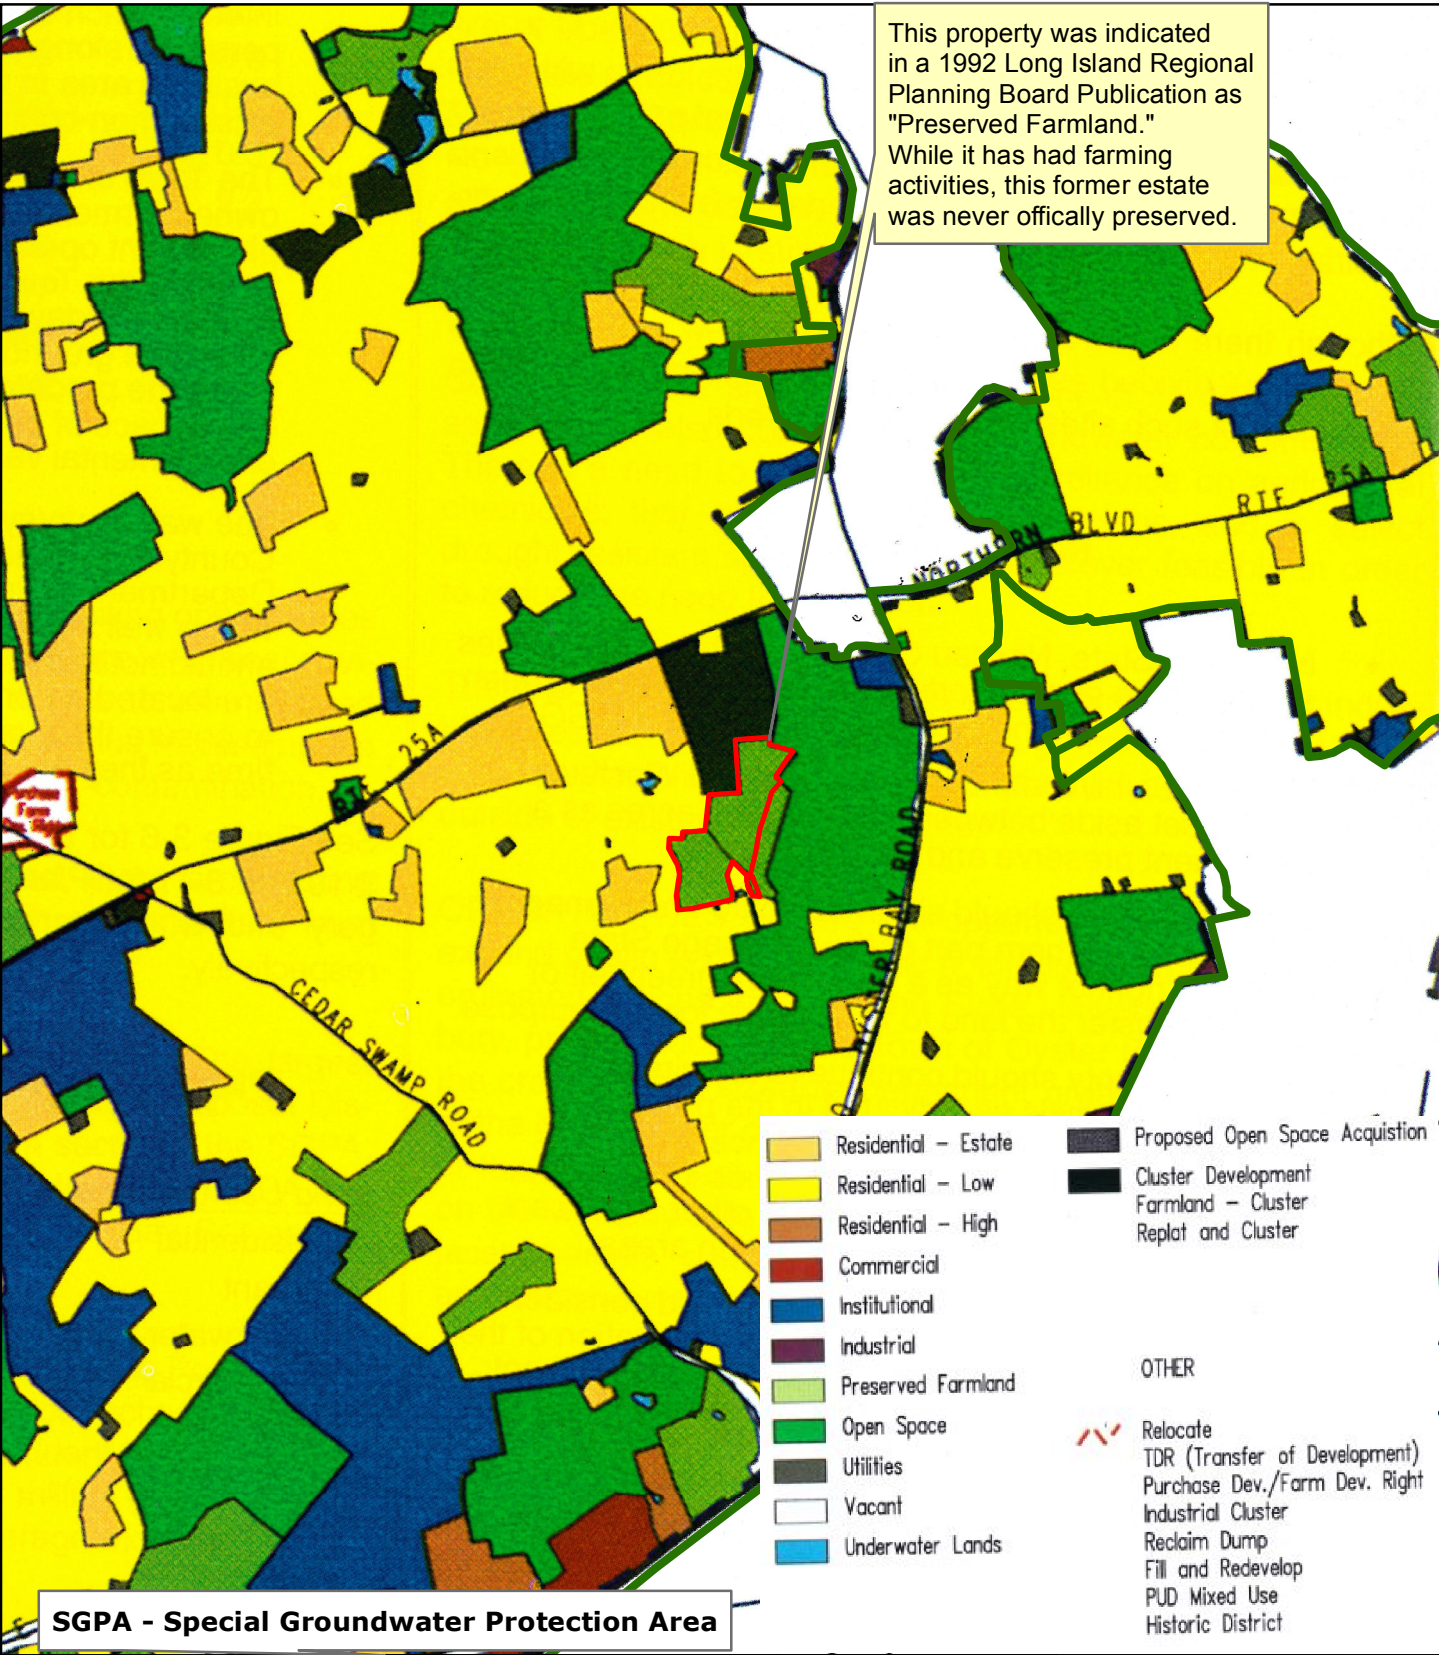 This property was indicated
in a 1992 Long Island Regional
Planning Board Publication as
"Preserved Farmland."
While it has had farming
activities, this former estate
was never offically preserved.
NORTHORN BLVD. RTE 25A
RTE 25A
OYSTER BAY ROAD
CEDAR SWAMP ROAD
Residential – Estate
Residential – Low
Residential – High
Commercial
Institutional
Industrial
Preserved Farmland
Open Space
Utilities
Vacant
Underwater Lands
Proposed Open Space Acquistion
Cluster Development
Farmland – Cluster
Replat and Cluster
OTHER
Relocate
TDR (Transfer of Development)
Purchase Dev./Farm Dev. Right
Industrial Cluster
Reclaim Dump
Fill and Redevelop
PUD Mixed Use
Historic District
SGPA - Special Groundwater Protection Area